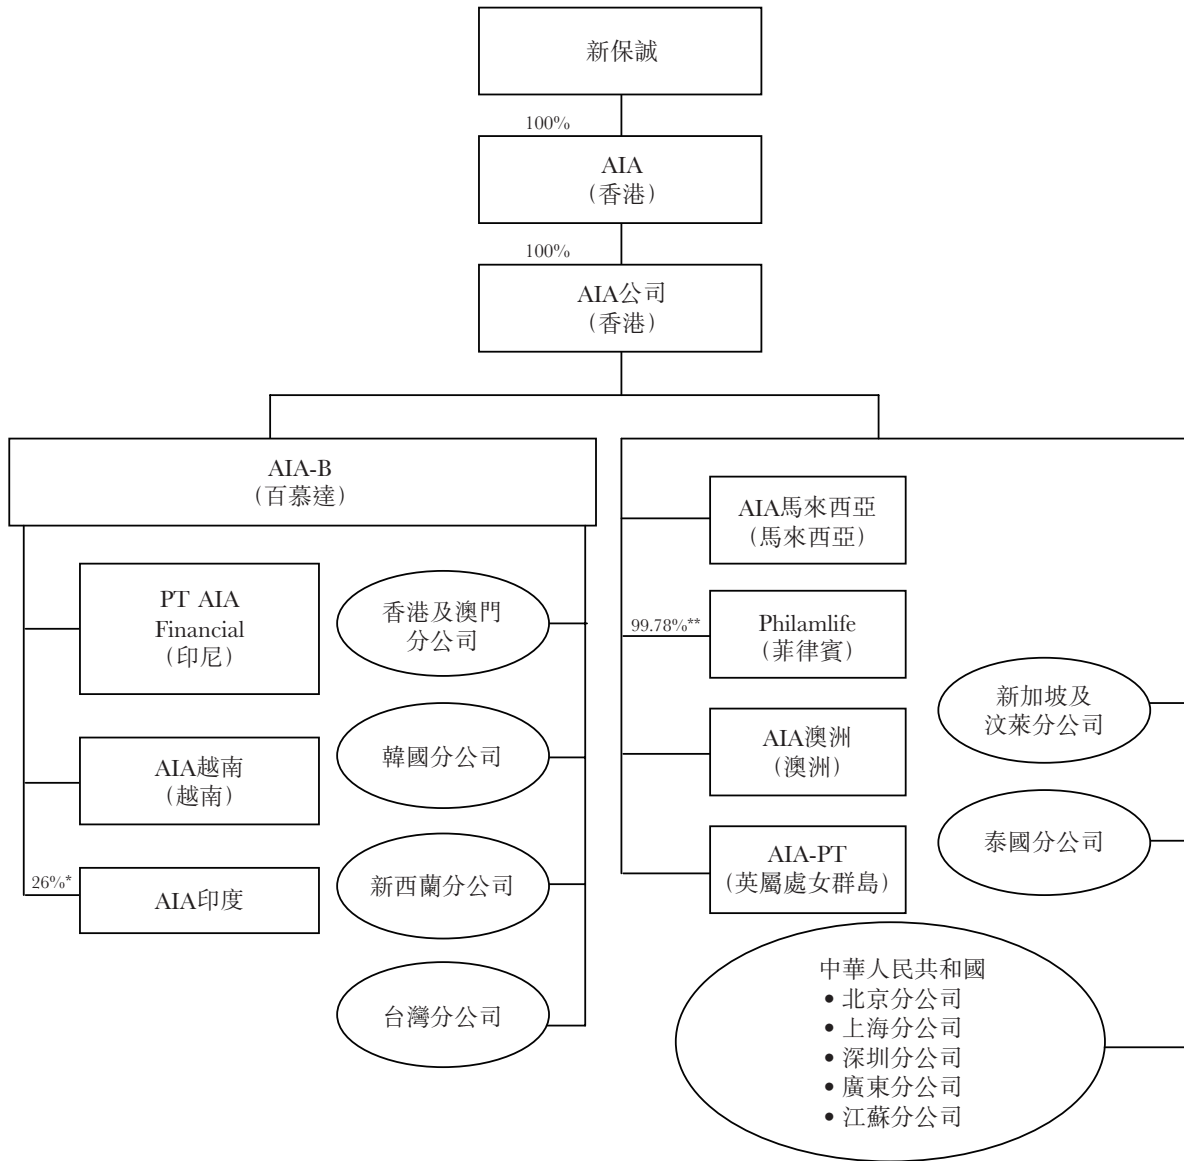 新保誠
100%
AIA
（香港）
100%
AIA公司
（香港）
AIA-B
（百慕達）
PT AIA
Financial
（印尼）
AIA越南
（越南）
26%*
AIA印度
香港及澳門
分公司
韓國分公司
新西蘭分公司
台灣分公司
AIA馬來西亞
（馬來西亞）
99.78%**
Philamlife
（菲律賓）
AIA澳洲
（澳洲）
AIA-PT
（英屬處女群島）
新加坡及
汶萊分公司
泰國分公司
中華人民共和國
• 北京分公司
• 上海分公司
• 深圳分公司
• 廣東分公司
• 江蘇分公司